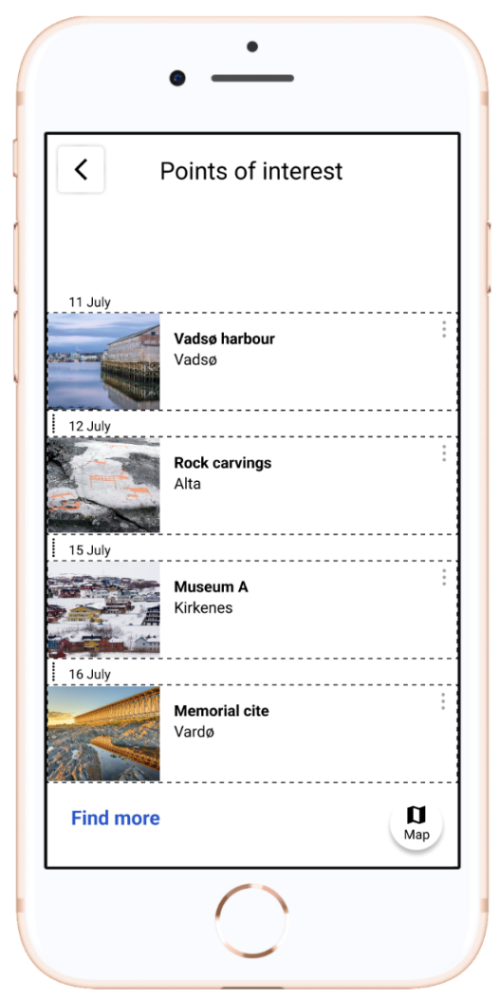 Points of interest
11 July
Vadsø harbour
Vadsø
12 July
Rock carvings
Alta
15 July
Museum A
Kirkenes
16 July
Memorial cite
Vardø
Find more
Map